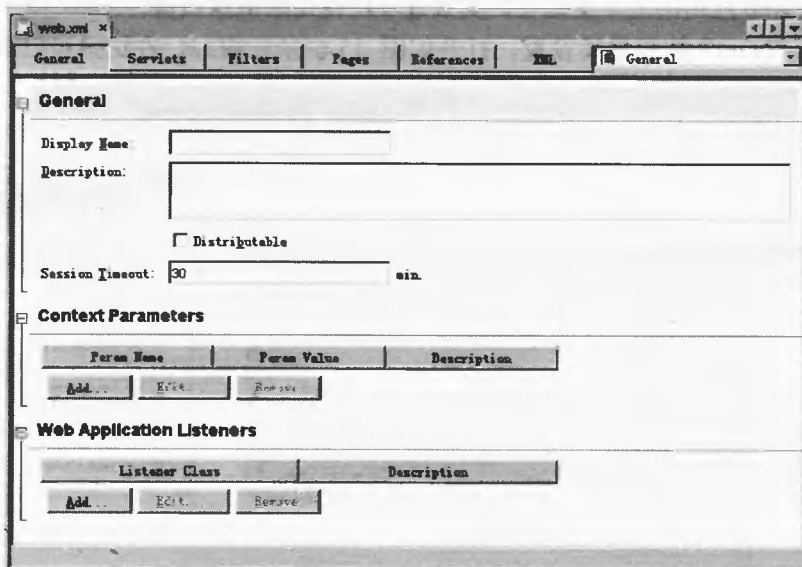 web.xml ×
General Servlets Filters Pages References XML General
General
Display Name
Description:
Distributable
Session Timeout: 30 min.
Context Parameters
Param Name Param Value Description
Add... Edit... Remove
Web Application Listeners
Listener Class Description
Add... Edit... Remove